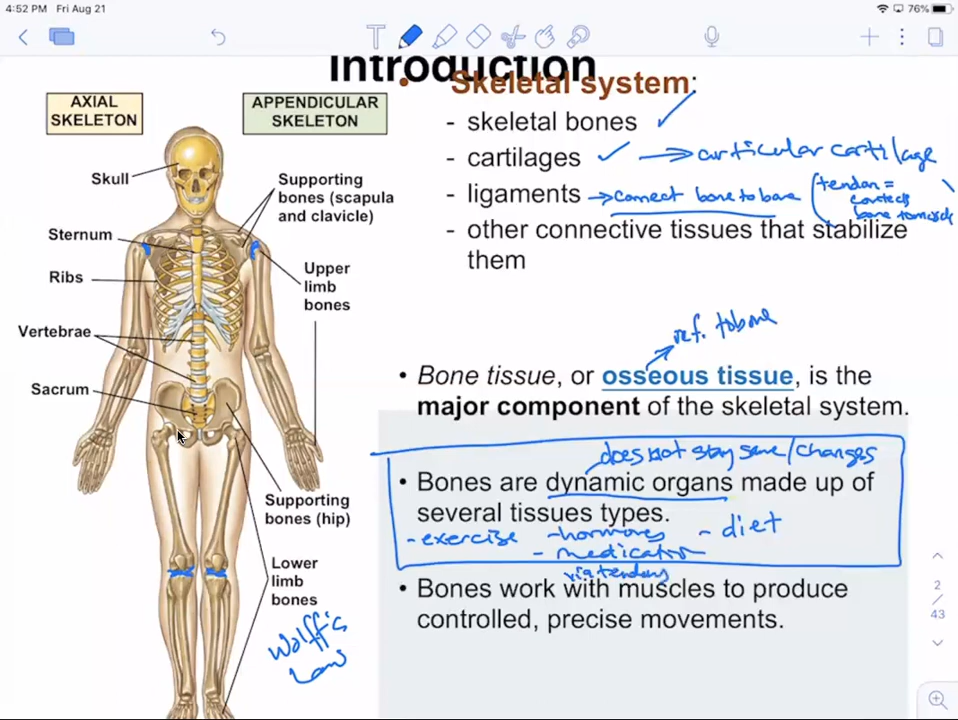 4:52 PM Fri Aug 21
76%
Introduction
AXIAL
SKELETON
APPENDICULAR
SKELETON
Skull
Sternum
Ribs
Vertebrae
Sacrum
Supporting
bones (scapula
and clavicle)
Upper
limb
bones
Supporting
bones (hip)
Lower
limb
bones
Wolff's
Law
• Skeletal system:
- skeletal bones
- cartilages → articular cartilage
- ligaments → connect bone to bone (tendon =
connects
bone to muscle
- other connective tissues that stabilize
them
ref. to bone
• Bone tissue, or osseous tissue, is the
major component of the skeletal system.
does not stay same/changes
• Bones are dynamic organs made up of
several tissues types.
- exercise - hormones - diet
- medication
via tendons
• Bones work with muscles to produce
controlled, precise movements.
2
/
43